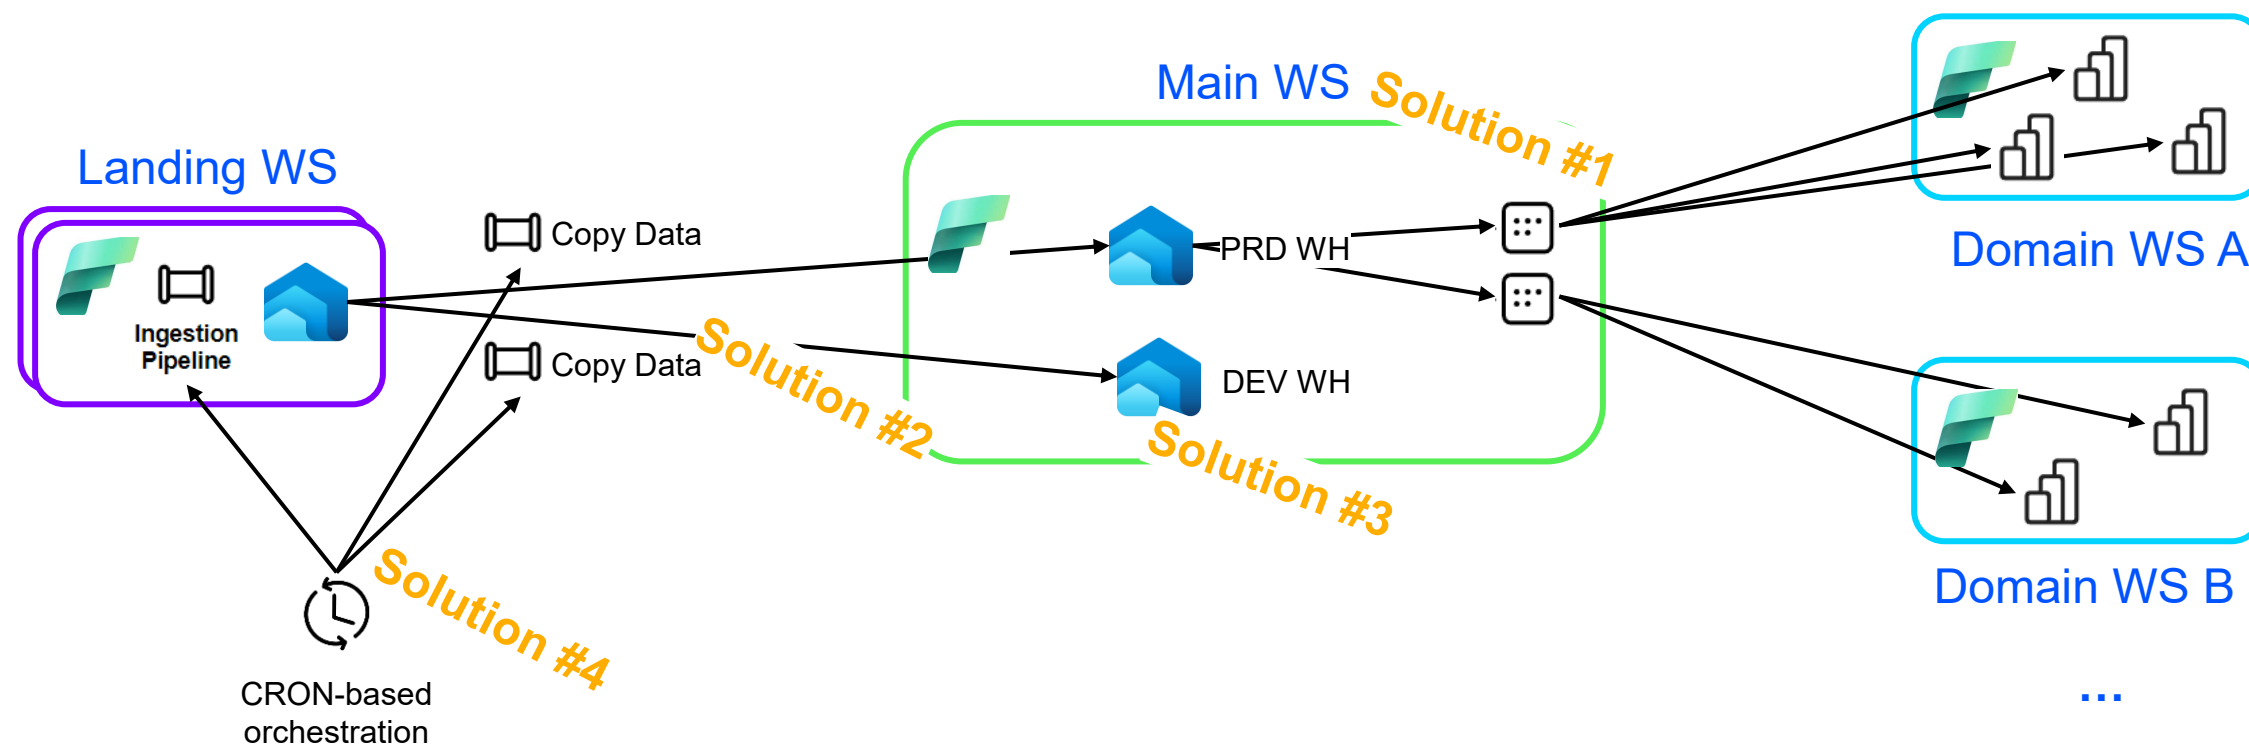 Landing WS
Ingestion
Pipeline
Copy Data
Copy Data
CRON-based
orchestration
Solution #4
Solution #2
Main WS
Solution #1
PRD WH
DEV WH
Solution #3
Domain WS A
Domain WS B
...